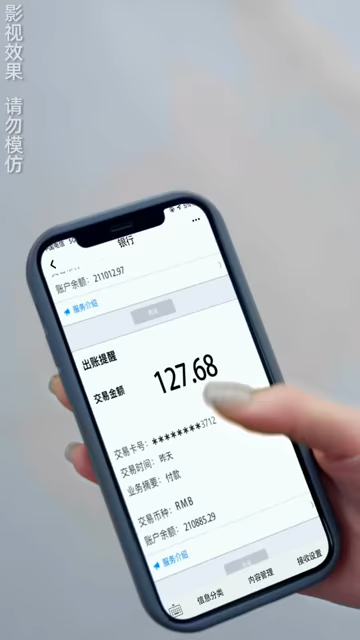 影视效果 请勿模仿
银行
账户余额：211012.97
服务介绍
出账提醒
交易金额 127.68
交易卡号：********3712
交易时间：昨天
业务摘要：付款
交易币种：RMB
账户余额：210885.29
服务介绍
信息分类 内容管理 接收设置